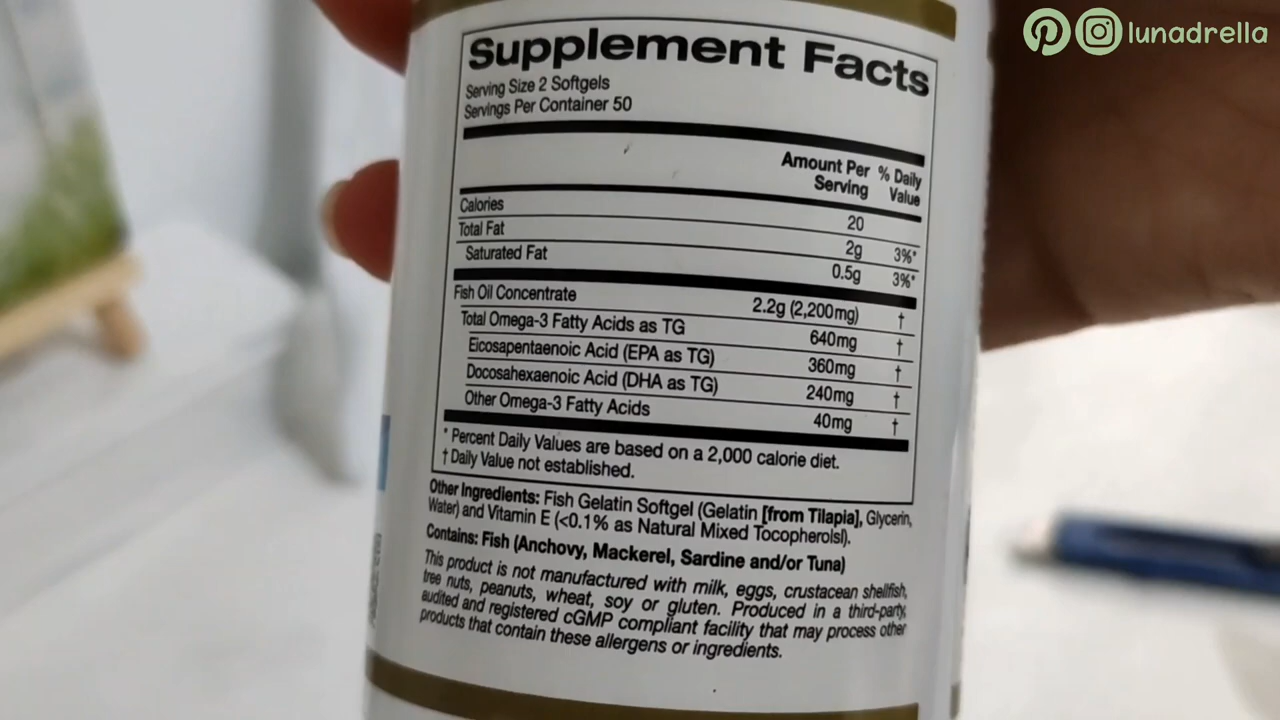 lunadrella
Supplement Facts
Serving Size 2 Softgels
Servings Per Container 50
Amount Per Serving % Daily Value
Calories 20
Total Fat 2g 3%*
Saturated Fat 0.5g 3%*
Fish Oil Concentrate 2.2g (2,200mg) †
Total Omega-3 Fatty Acids as TG 640mg †
Eicosapentaenoic Acid (EPA as TG) 360mg †
Docosahexaenoic Acid (DHA as TG) 240mg †
Other Omega-3 Fatty Acids 40mg †
* Percent Daily Values are based on a 2,000 calorie diet.
† Daily Value not established.
Other Ingredients: Fish Gelatin Softgel (Gelatin [from Tilapia], Glycerin,
Water) and Vitamin E (<0.1% as Natural Mixed Tocopherolsl).
Contains: Fish (Anchovy, Mackerel, Sardine and/or Tuna)
This product is not manufactured with milk, eggs, crustacean shellfish,
tree nuts, peanuts, wheat, soy or gluten. Produced in a third-party,
audited and registered cGMP compliant facility that may process other
products that contain these allergens or ingredients.